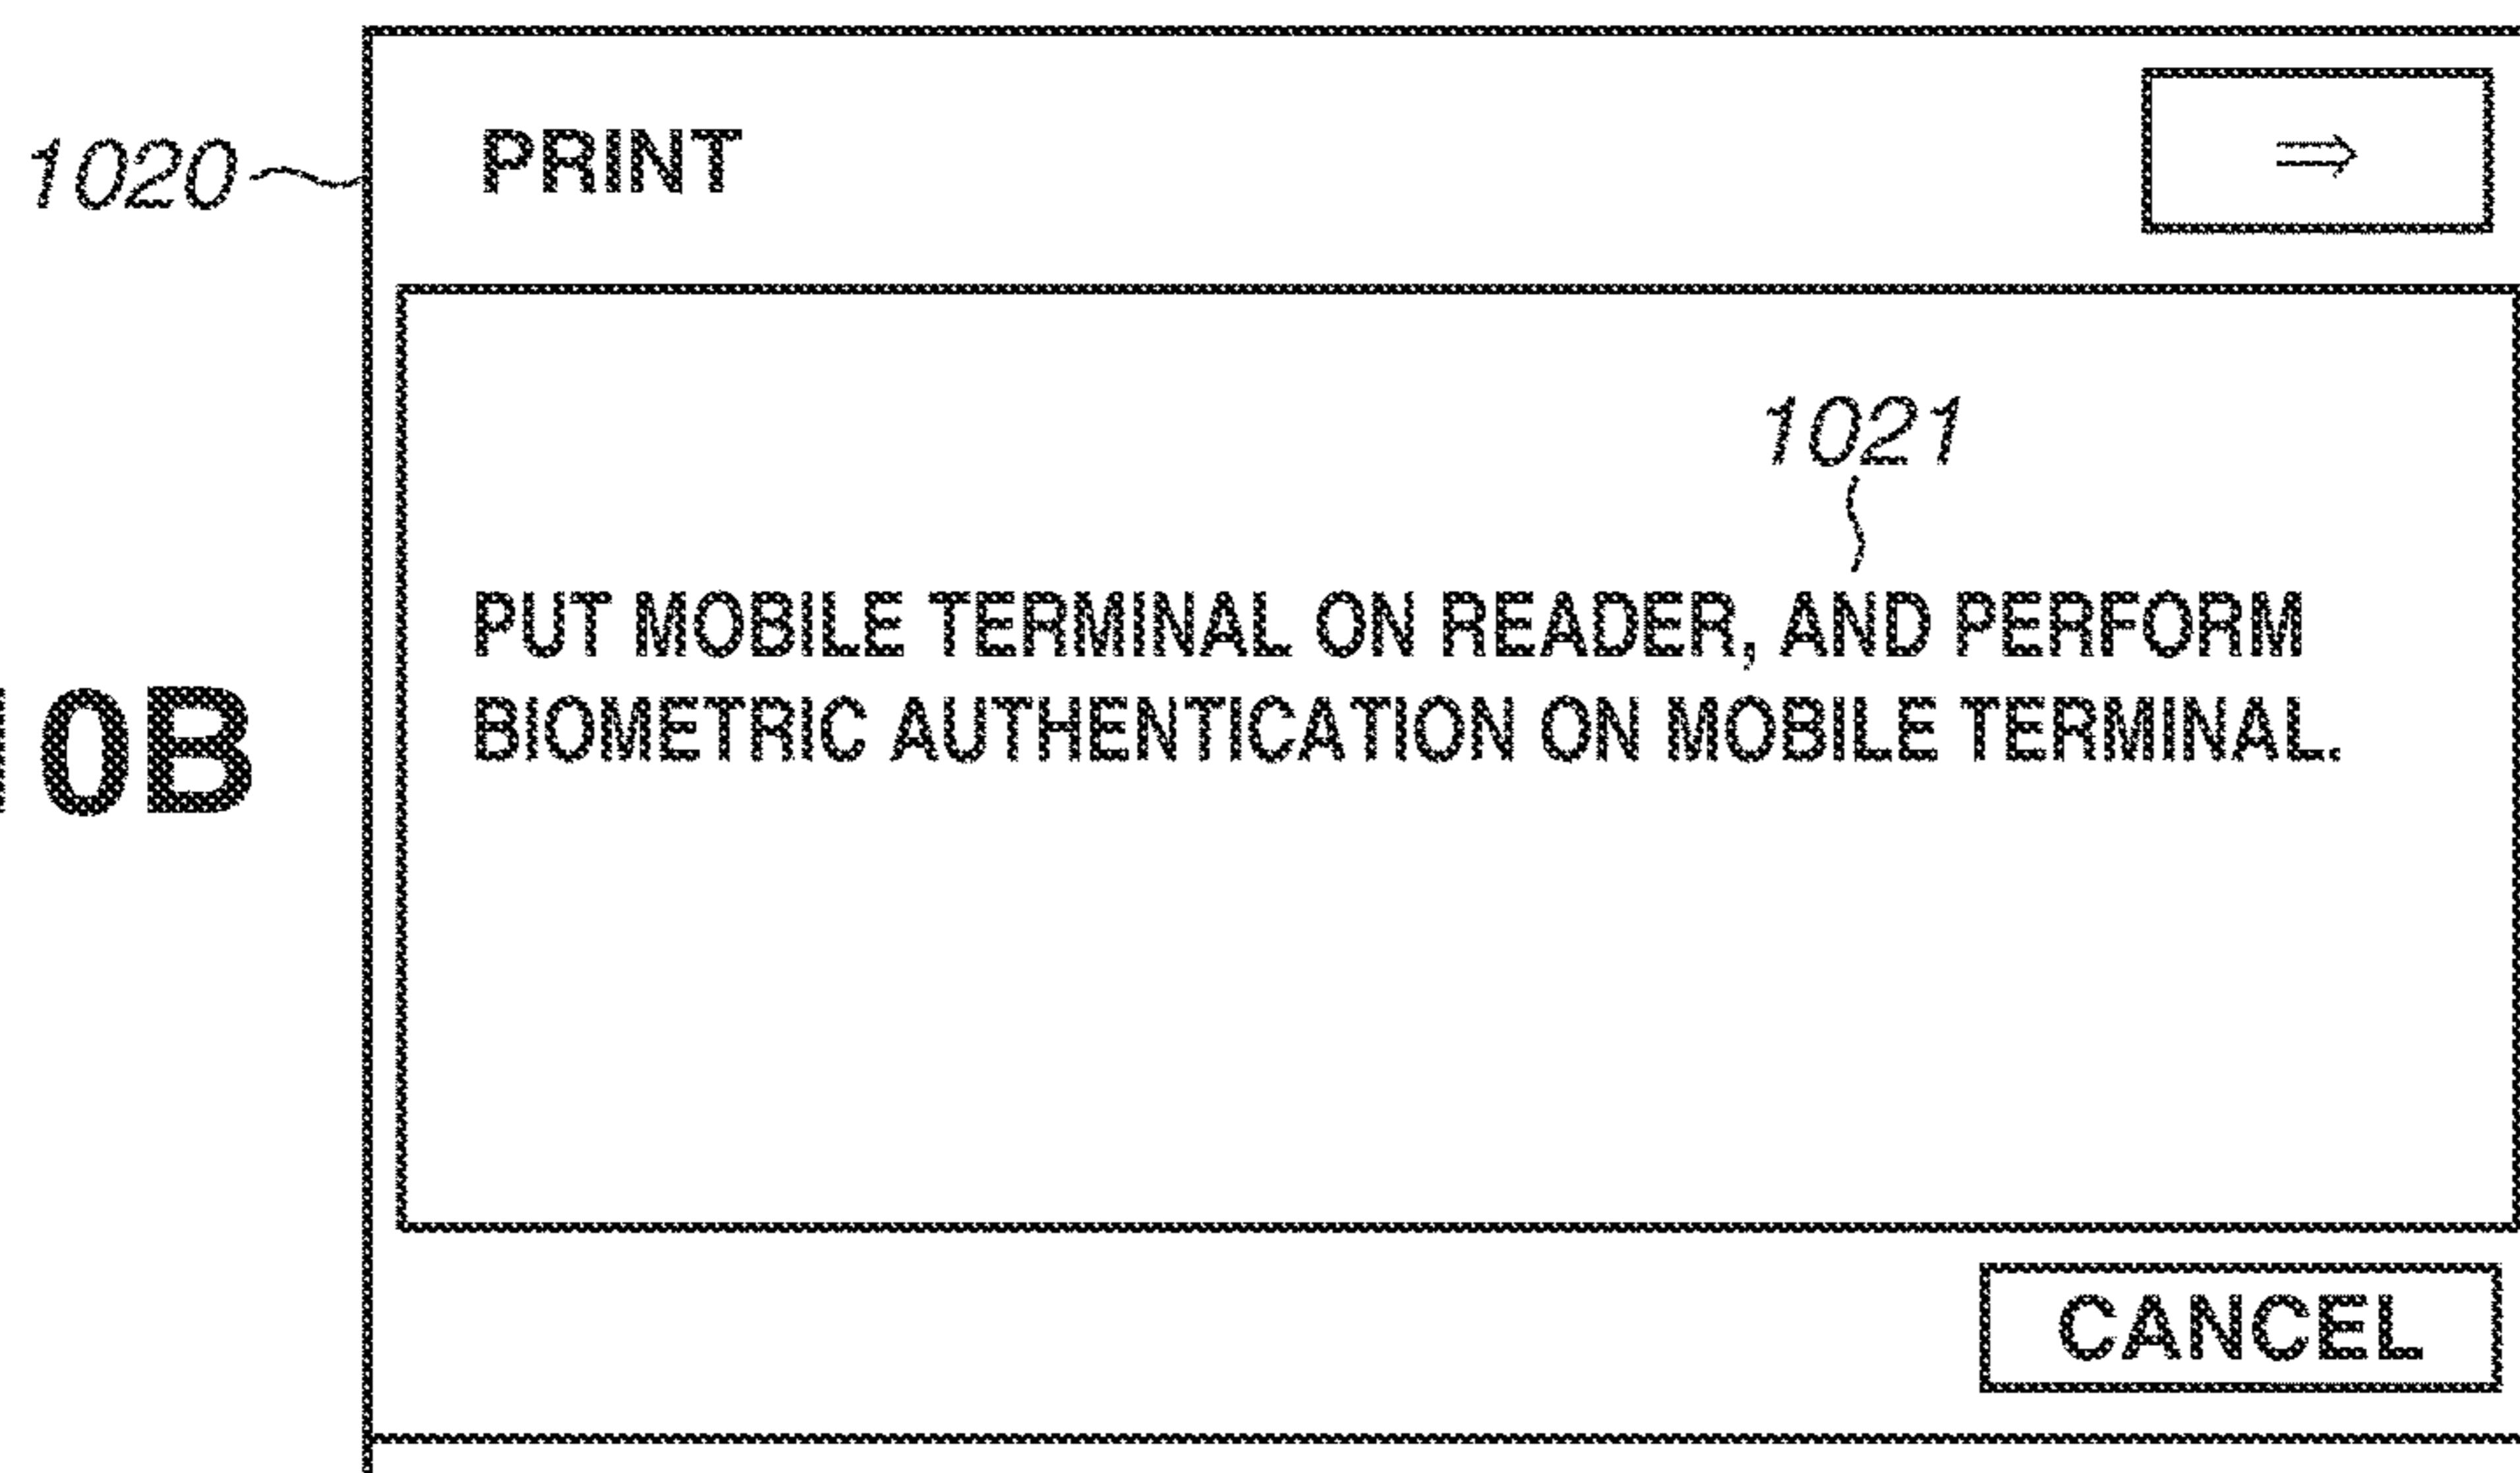 1020
PRINT
⇒
1021
PUT MOBILE TERMINAL ON READER, AND PERFORM
BIOMETRIC AUTHENTICATION ON MOBILE TERMINAL.
0B
CANCEL